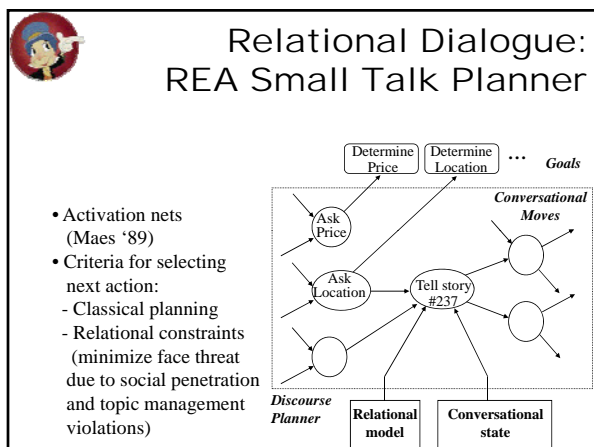 Relational Dialogue:
REA Small Talk Planner
• Activation nets
(Maes ‘89)
• Criteria for selecting
next action:
- Classical planning
- Relational constraints
(minimize face threat
due to social penetration
and topic management
violations)
Determine
Price
Determine
Location
...
Goals
Conversational
Moves
Ask
Price
Ask
Location
Tell story
#237
Discourse
Planner
Relational
model
Conversational
state